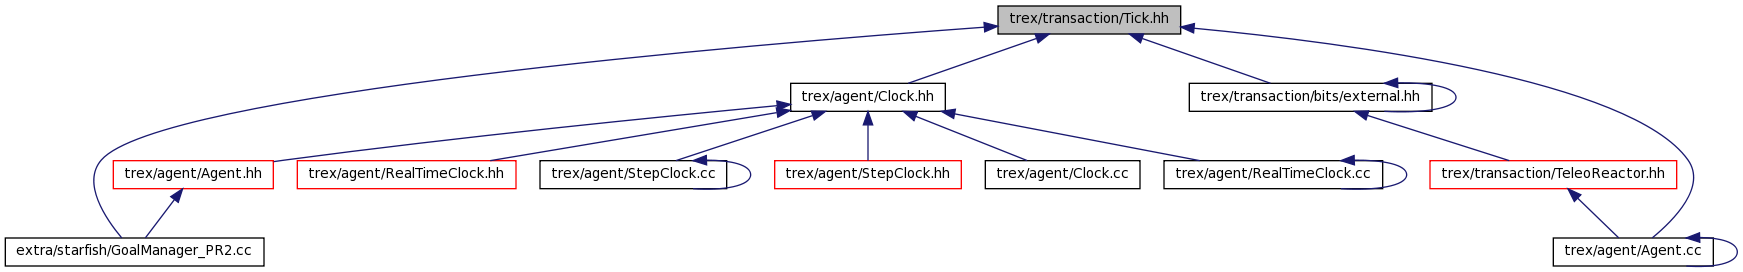 trex/transaction/Tick.hh
trex/agent/Clock.hh
trex/transaction/bits/external.hh
trex/agent/Agent.hh
trex/agent/RealTimeClock.hh
trex/agent/StepClock.cc
trex/agent/StepClock.hh
trex/agent/Clock.cc
trex/agent/RealTimeClock.cc
trex/transaction/TeleoReactor.hh
extra/starfish/GoalManager_PR2.cc
trex/agent/Agent.cc